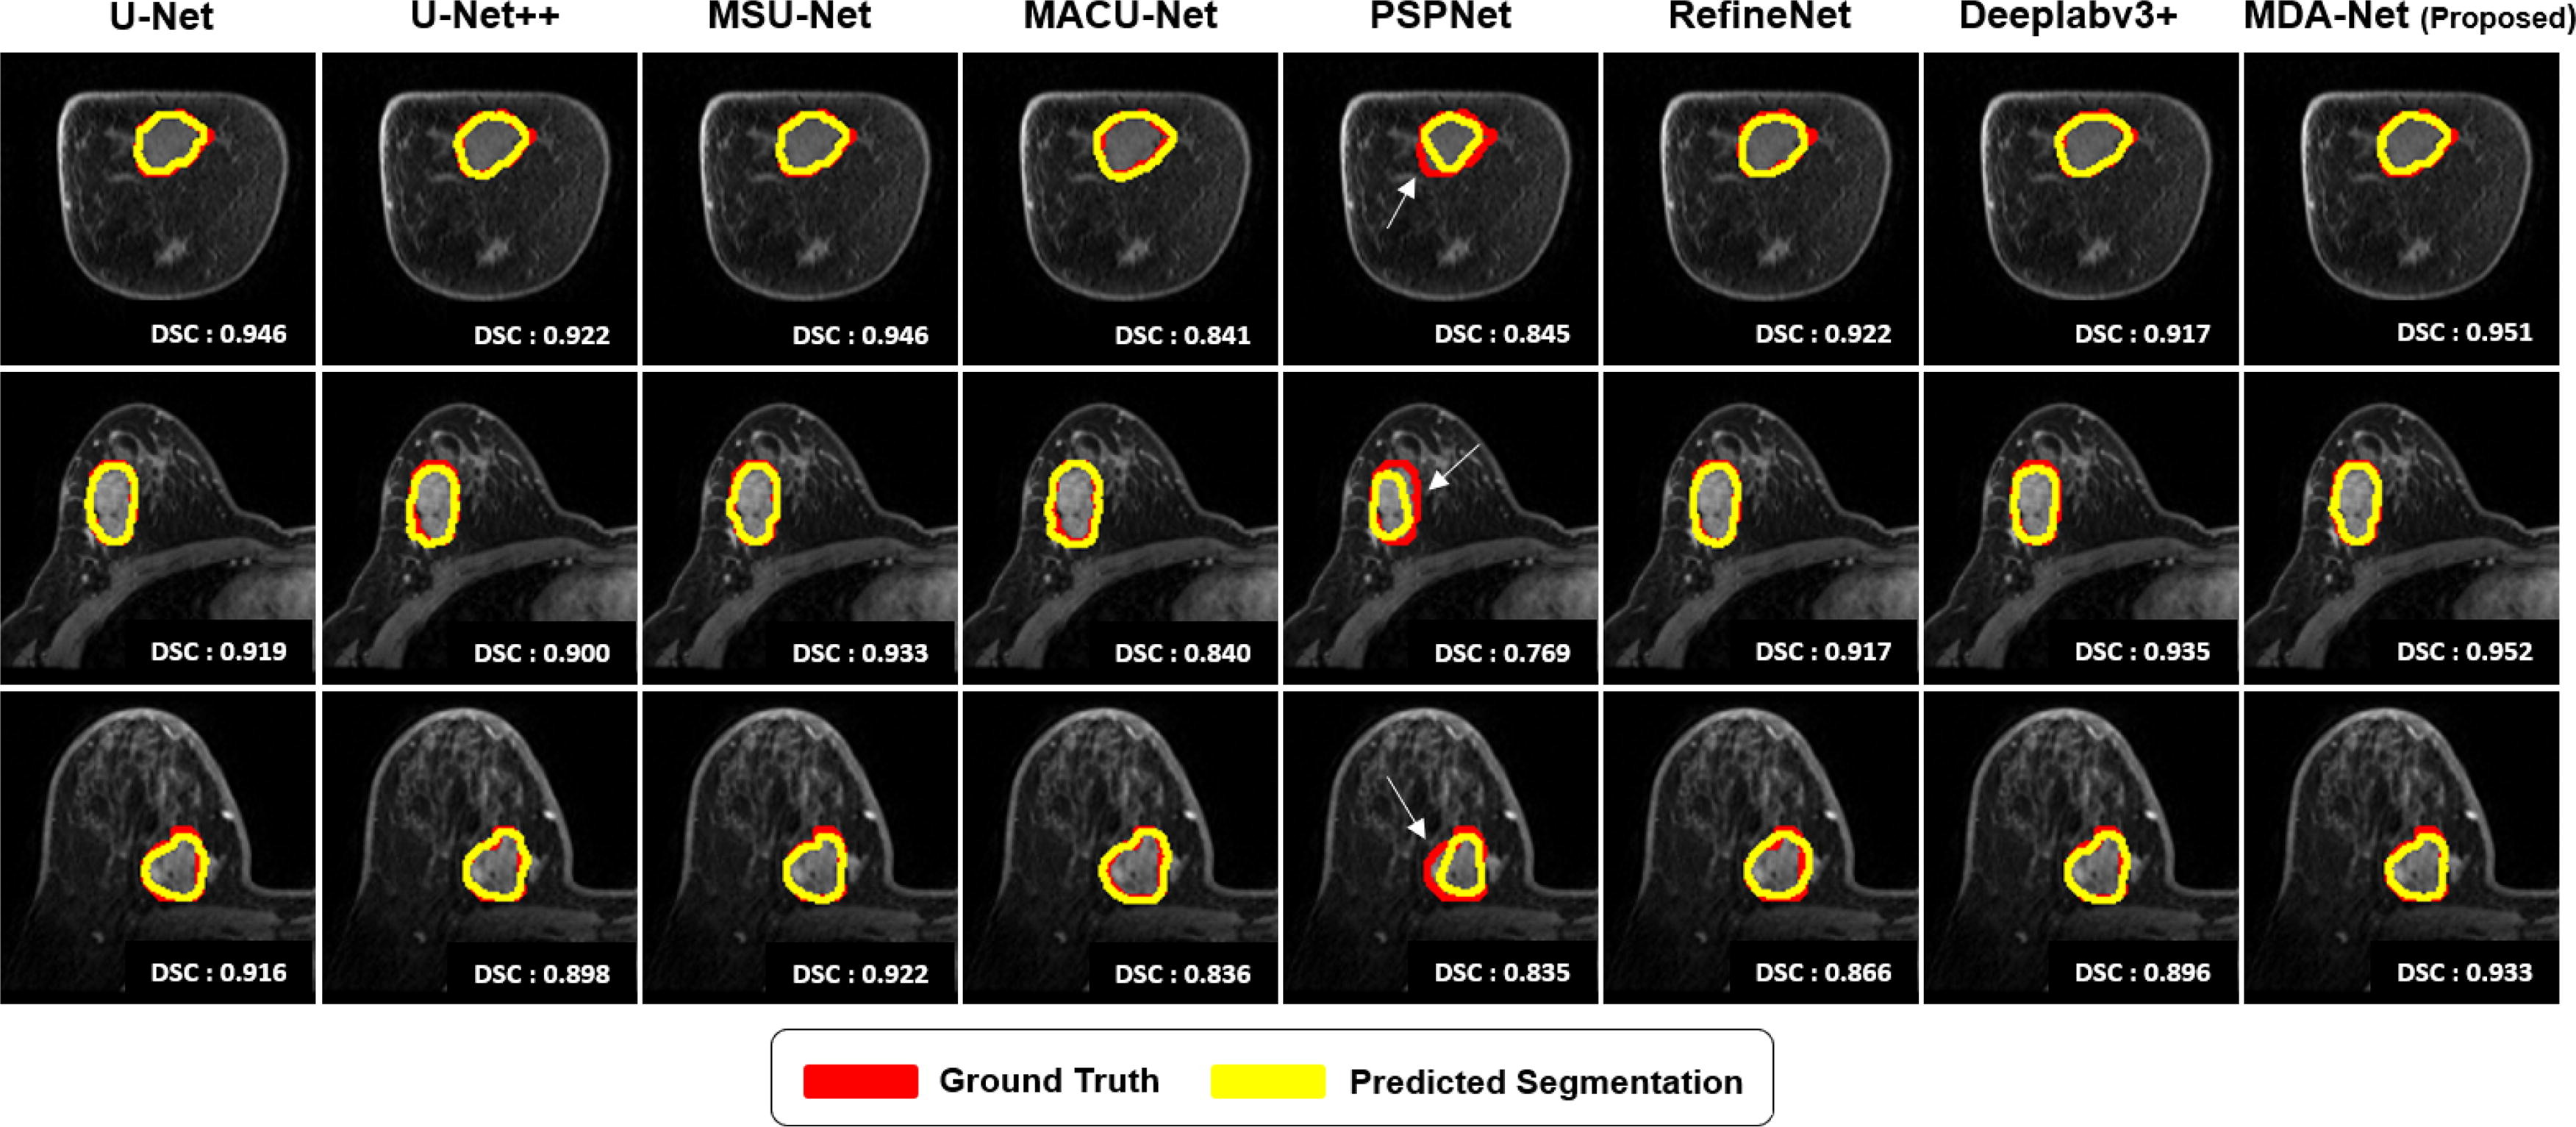 U-Net U-Net++ MSU-Net MACU-Net PSPNet RefineNet Deeplabv3+ MDA-Net (Proposed)
DSC : 0.946 DSC : 0.922 DSC : 0.946 DSC : 0.841 DSC : 0.845 DSC : 0.922 DSC : 0.917 DSC : 0.951
DSC : 0.919 DSC : 0.900 DSC : 0.933 DSC : 0.840 DSC : 0.769 DSC : 0.917 DSC : 0.935 DSC : 0.952
DSC : 0.916 DSC : 0.898 DSC : 0.922 DSC : 0.836 DSC : 0.835 DSC : 0.866 DSC : 0.896 DSC : 0.933
Ground Truth Predicted Segmentation